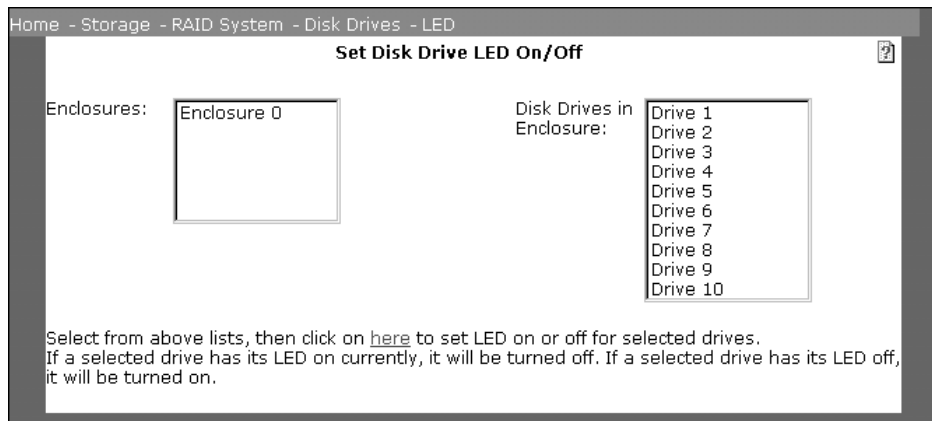 Home - Storage - RAID System - Disk Drives - LED
Set Disk Drive LED On/Off
?
Enclosures:
Enclosure 0
Disk Drives in
Enclosure:
Drive 1
Drive 2
Drive 3
Drive 4
Drive 5
Drive 6
Drive 7
Drive 8
Drive 9
Drive 10
Select from above lists, then click on here to set LED on or off for selected drives.
If a selected drive has its LED on currently, it will be turned off. If a selected drive has its LED off,
it will be turned on.